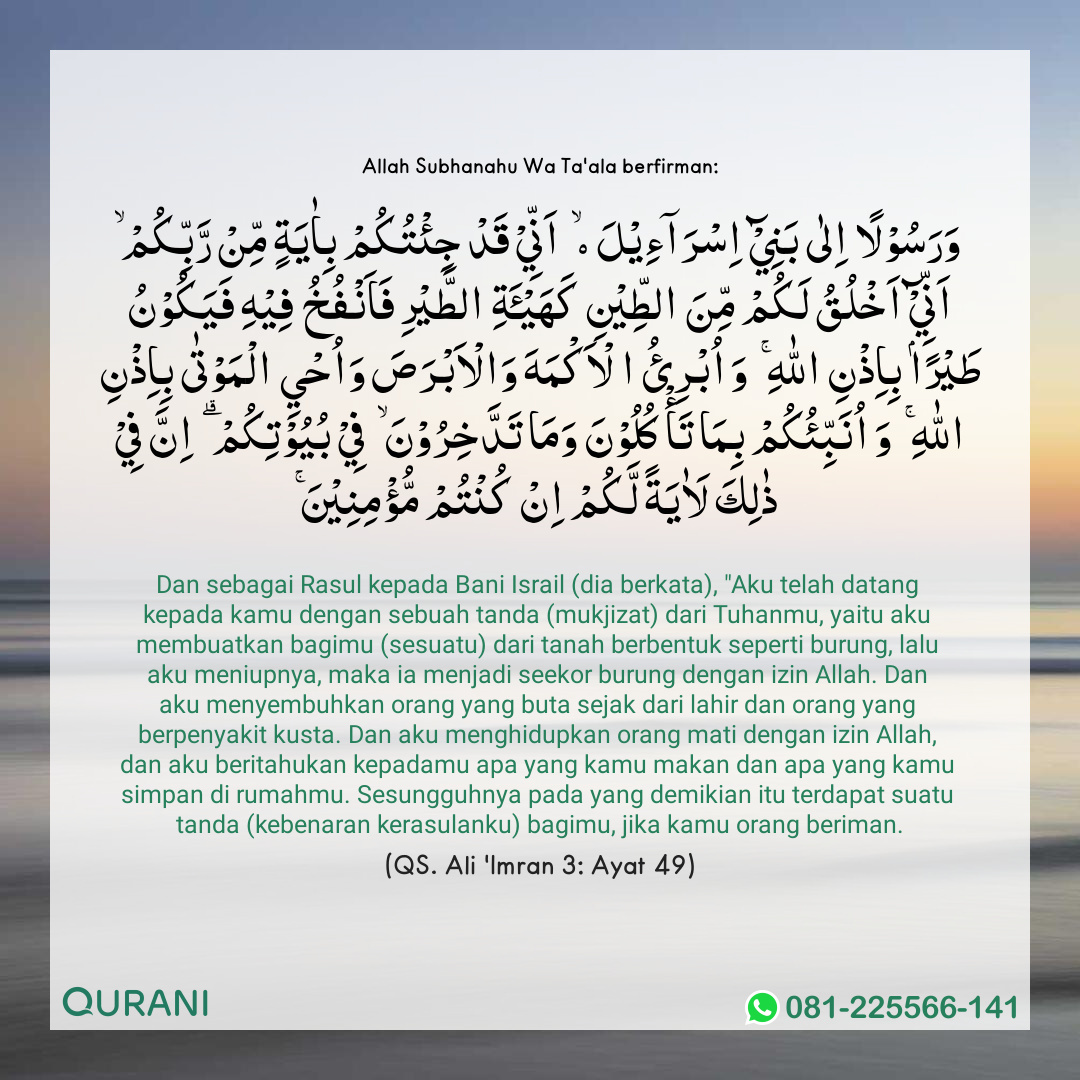 Allah Subhanahu Wa Ta'ala berfirman:
وَرَسُوْلًا اِلٰى بَنِيْٓ اِسْرَآءِيْلَ ەۙ اَنِّيْ قَدْ جِئْتُكُمْ بِاٰيَةٍ مِّنْ رَّبِّكُمْ ۙ
اَنِّيْٓ اَخْلُقُ لَكُمْ مِّنَ الطِّيْنِ كَهَيْـَٔةِ الطَّيْرِ فَاَنْفُخُ فِيْهِ فَيَكُوْنُ
طَيْرًاۢ بِاِذْنِ اللّٰهِ ۚ وَاُبْرِئُ الْاَكْمَهَ وَالْاَبْرَصَ وَاُحْيِ الْمَوْتٰى بِاِذْنِ
اللّٰهِ ۚ وَاُنَبِّئُكُمْ بِمَا تَأْكُلُوْنَ وَمَا تَدَّخِرُوْنَ ۙ فِيْ بُيُوْتِكُمْ ۗ اِنَّ فِيْ
ذٰلِكَ لَاٰيَةً لَّكُمْ اِنْ كُنْتُمْ مُّؤْمِنِيْنَ ۚ
Dan sebagai Rasul kepada Bani Israil (dia berkata), "Aku telah datang
kepada kamu dengan sebuah tanda (mukjizat) dari Tuhanmu, yaitu aku
membuatkan bagimu (sesuatu) dari tanah berbentuk seperti burung, lalu
aku meniupnya, maka ia menjadi seekor burung dengan izin Allah. Dan
aku menyembuhkan orang yang buta sejak dari lahir dan orang yang
berpenyakit kusta. Dan aku menghidupkan orang mati dengan izin Allah,
dan aku beritahukan kepadamu apa yang kamu makan dan apa yang kamu
simpan di rumahmu. Sesungguhnya pada yang demikian itu terdapat suatu
tanda (kebenaran kerasulanku) bagimu, jika kamu orang beriman.
(QS. Ali 'Imran 3: Ayat 49)
QURANI
081-225566-141